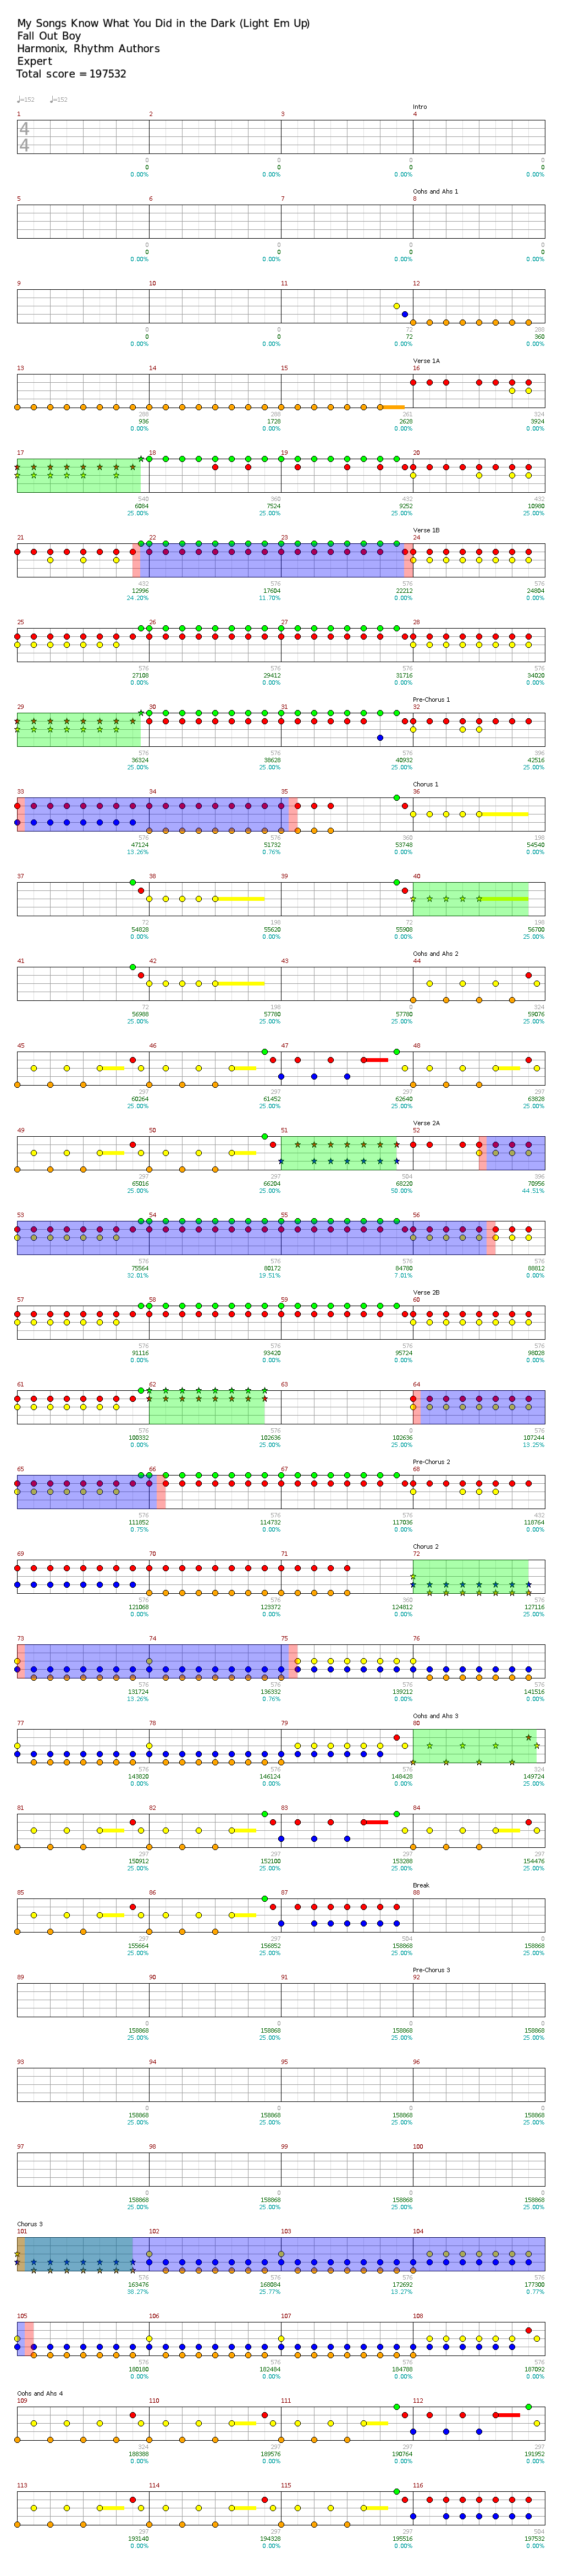 My Songs Know What You Did in the Dark (Light Em Up)
Fall Out Boy
Harmonix, Rhythm Authors
Expert
Total score = 197532
♩=152 ♩=152
Intro
1 2 3 4
4
4
0 0 0 0
0 0 0 0
0.00% 0.00% 0.00% 0.00%
Oohs and Ahs 1
5 6 7 8
0 0 0 0
0 0 0 0
0.00% 0.00% 0.00% 0.00%
9 10 11 12
0 0 72 288
0 0 72 360
0.00% 0.00% 0.00% 0.00%
Verse 1A
13 14 15 16
288 288 261 324
936 1728 2628 3924
0.00% 0.00% 0.00% 0.00%
17 18 19 20
540 360 432 432
6084 7524 9252 10980
25.00% 25.00% 25.00% 25.00%
Verse 1B
21 22 23 24
432 576 576 576
12996 17604 22212 24804
24.20% 11.70% 0.00% 0.00%
25 26 27 28
576 576 576 576
27108 29412 31716 34020
0.00% 0.00% 0.00% 0.00%
Pre-Chorus 1
29 30 31 32
576 576 576 396
36324 38628 40932 42516
25.00% 25.00% 25.00% 25.00%
Chorus 1
33 34 35 36
576 576 360 198
47124 51732 53748 54540
13.26% 0.76% 0.00% 0.00%
37 38 39 40
72 198 72 198
54828 55620 55908 56700
0.00% 0.00% 0.00% 25.00%
Oohs and Ahs 2
41 42 43 44
72 198 0 324
56988 57780 57780 59076
25.00% 25.00% 25.00% 25.00%
45 46 47 48
297 297 297 297
60264 61452 62640 63828
25.00% 25.00% 25.00% 25.00%
Verse 2A
49 50 51 52
297 297 504 396
65016 66204 68220 70956
25.00% 25.00% 50.00% 44.51%
53 54 55 56
576 576 576 576
75564 80172 84780 88812
32.01% 19.51% 7.01% 0.00%
Verse 2B
57 58 59 60
576 576 576 576
91116 93420 95724 98028
0.00% 0.00% 0.00% 0.00%
61 62 63 64
576 576 0 576
100332 102636 102636 107244
0.00% 25.00% 25.00% 13.25%
Pre-Chorus 2
65 66 67 68
576 576 576 432
111852 114732 117036 118764
0.75% 0.00% 0.00% 0.00%
Chorus 2
69 70 71 72
576 576 360 576
121068 123372 124812 127116
0.00% 0.00% 0.00% 25.00%
73 74 75 76
576 576 576 576
131724 136332 139212 141516
13.26% 0.76% 0.00% 0.00%
Oohs and Ahs 3
77 78 79 80
576 576 576 324
143820 146124 148428 149724
0.00% 0.00% 0.00% 25.00%
81 82 83 84
297 297 297 297
150912 152100 153288 154476
25.00% 25.00% 25.00% 25.00%
Break
85 86 87 88
297 297 504 0
155664 156852 158868 158868
25.00% 25.00% 25.00% 25.00%
Pre-Chorus 3
89 90 91 92
0 0 0 0
158868 158868 158868 158868
25.00% 25.00% 25.00% 25.00%
93 94 95 96
0 0 0 0
158868 158868 158868 158868
25.00% 25.00% 25.00% 25.00%
97 98 99 100
0 0 0 0
158868 158868 158868 158868
25.00% 25.00% 25.00% 25.00%
Chorus 3
101 102 103 104
576 576 576 576
163476 168084 172692 177300
38.27% 25.77% 13.27% 0.77%
105 106 107 108
576 576 576 576
180180 182484 184788 187092
0.00% 0.00% 0.00% 0.00%
Oohs and Ahs 4
109 110 111 112
324 297 297 297
188388 189576 190764 191952
0.00% 0.00% 0.00% 0.00%
113 114 115 116
297 297 297 504
193140 194328 195516 197532
0.00% 0.00% 0.00% 0.00%